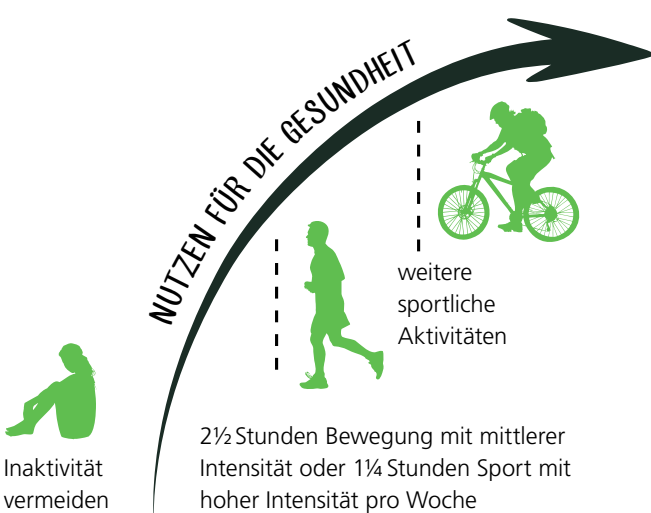 NUTZEN FÜR DIE GESUNDHEIT
weitere
sportliche
Aktivitäten
Inaktivität
vermeiden
2½ Stunden Bewegung mit mittlerer
Intensität oder 1¼ Stunden Sport mit
hoher Intensität pro Woche